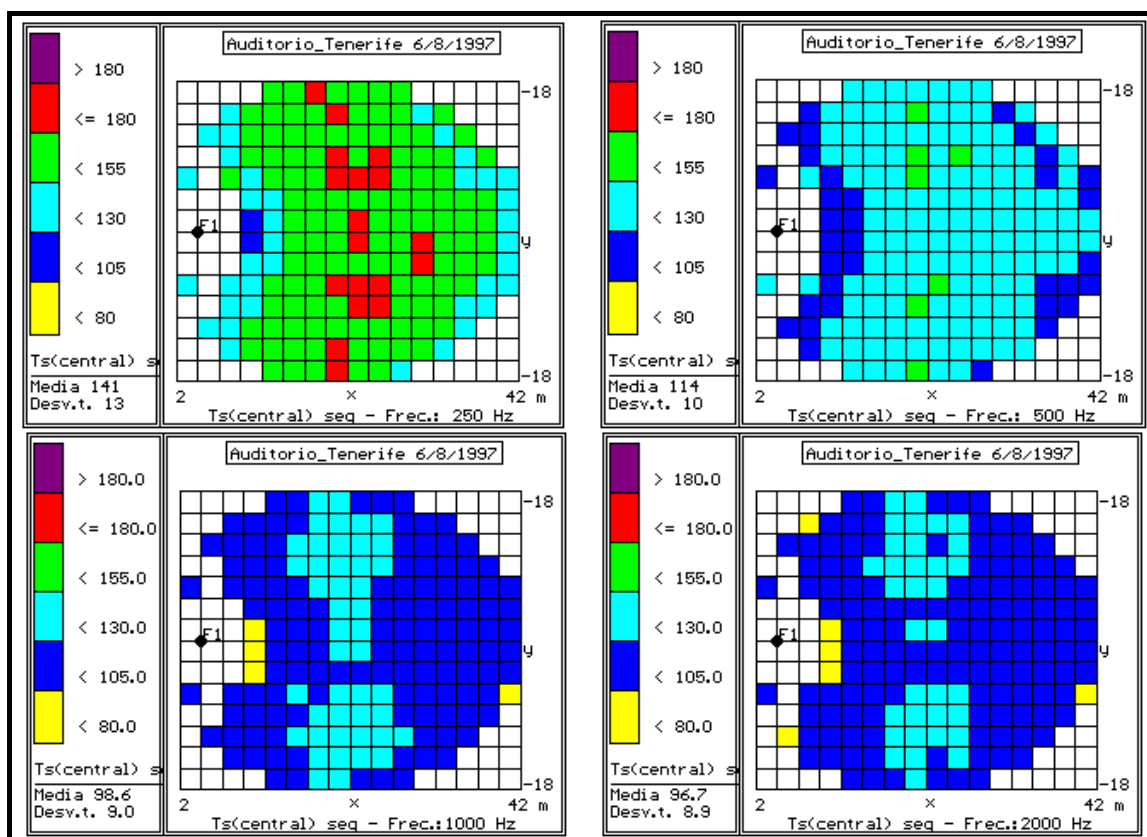 Auditorio_Tenerife 6/8/1997
> 180
<= 180
< 155
< 130
< 105
< 80
Ts(central) s
Media 141
Desv.t. 13
F1
-18
y
-18
2 x 42 m
Ts(central) seg - Frec.: 250 Hz
Auditorio_Tenerife 6/8/1997
> 180
<= 180
< 155
< 130
< 105
< 80
Ts(central) s
Media 114
Desv.t. 10
F1
-18
y
-18
2 x 42 m
Ts(central) seg - Frec.: 500 Hz
Auditorio_Tenerife 6/8/1997
> 180.0
<= 180.0
< 155.0
< 130.0
< 105.0
< 80.0
Ts(central) s
Media 98.6
Desv.t. 9.0
F1
-18
y
-18
2 x 42 m
Ts(central) seg - Frec.:1000 Hz
Auditorio_Tenerife 6/8/1997
> 180.0
<= 180.0
< 155.0
< 130.0
< 105.0
< 80.0
Ts(central) s
Media 96.7
Desv.t. 8.9
F1
-18
y
-18
2 x 42 m
Ts(central) seg - Frec.:2000 Hz